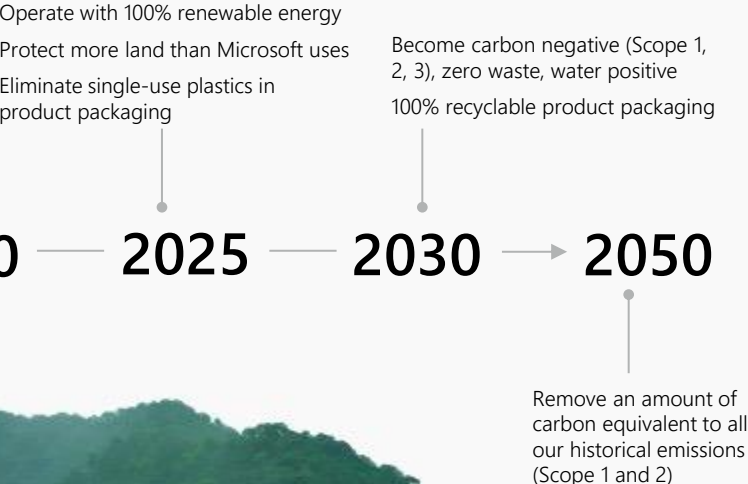 Operate with 100% renewable energy
Protect more land than Microsoft uses
Eliminate single-use plastics in
product packaging
Become carbon negative (Scope 1,
2, 3), zero waste, water positive
100% recyclable product packaging
0
2025
2030
2050
Remove an amount of
carbon equivalent to all
our historical emissions
(Scope 1 and 2)